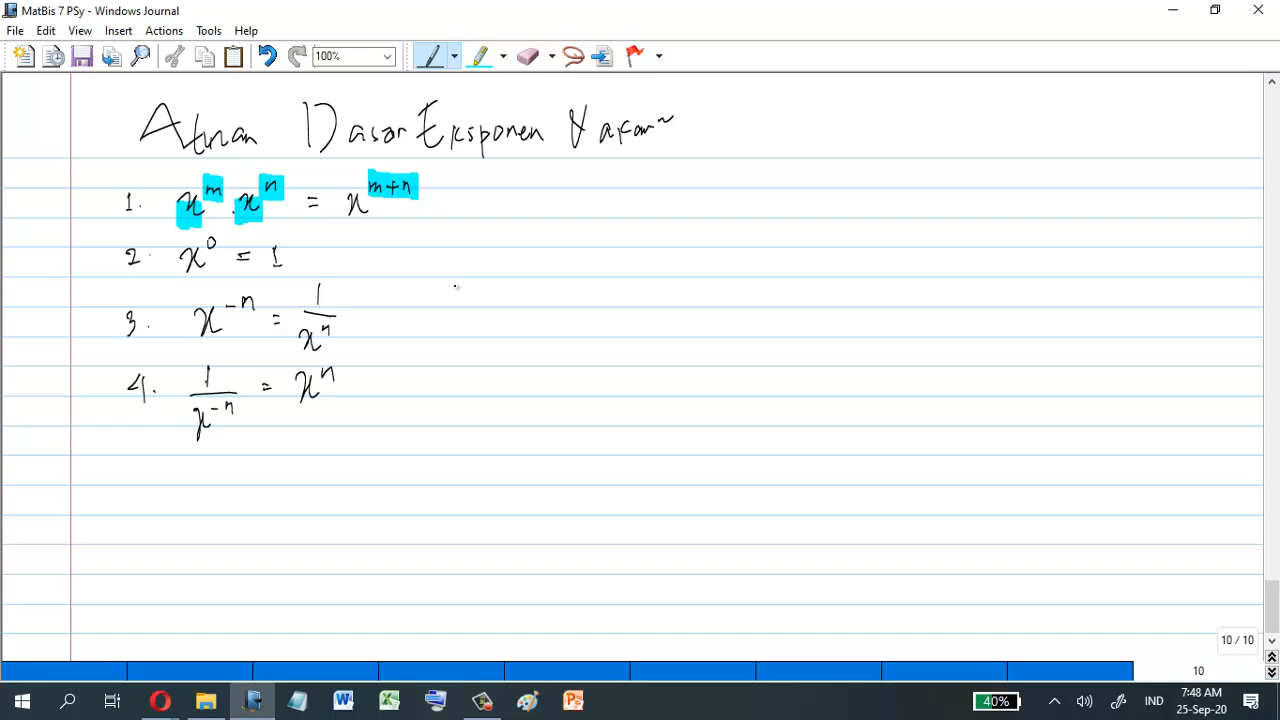 MatBis 7 PSy - Windows Journal
File Edit View Insert Actions Tools Help
100%
Aturan Dasar Eksponen & akar~
1. x^m . x^n = x^{m+n}
2. x^0 = 1
3. x^{-n} = 1/x^n
4. 1/x^{-n} = x^n
10 / 10
10
40%
IND
7:48 AM
25-Sep-20